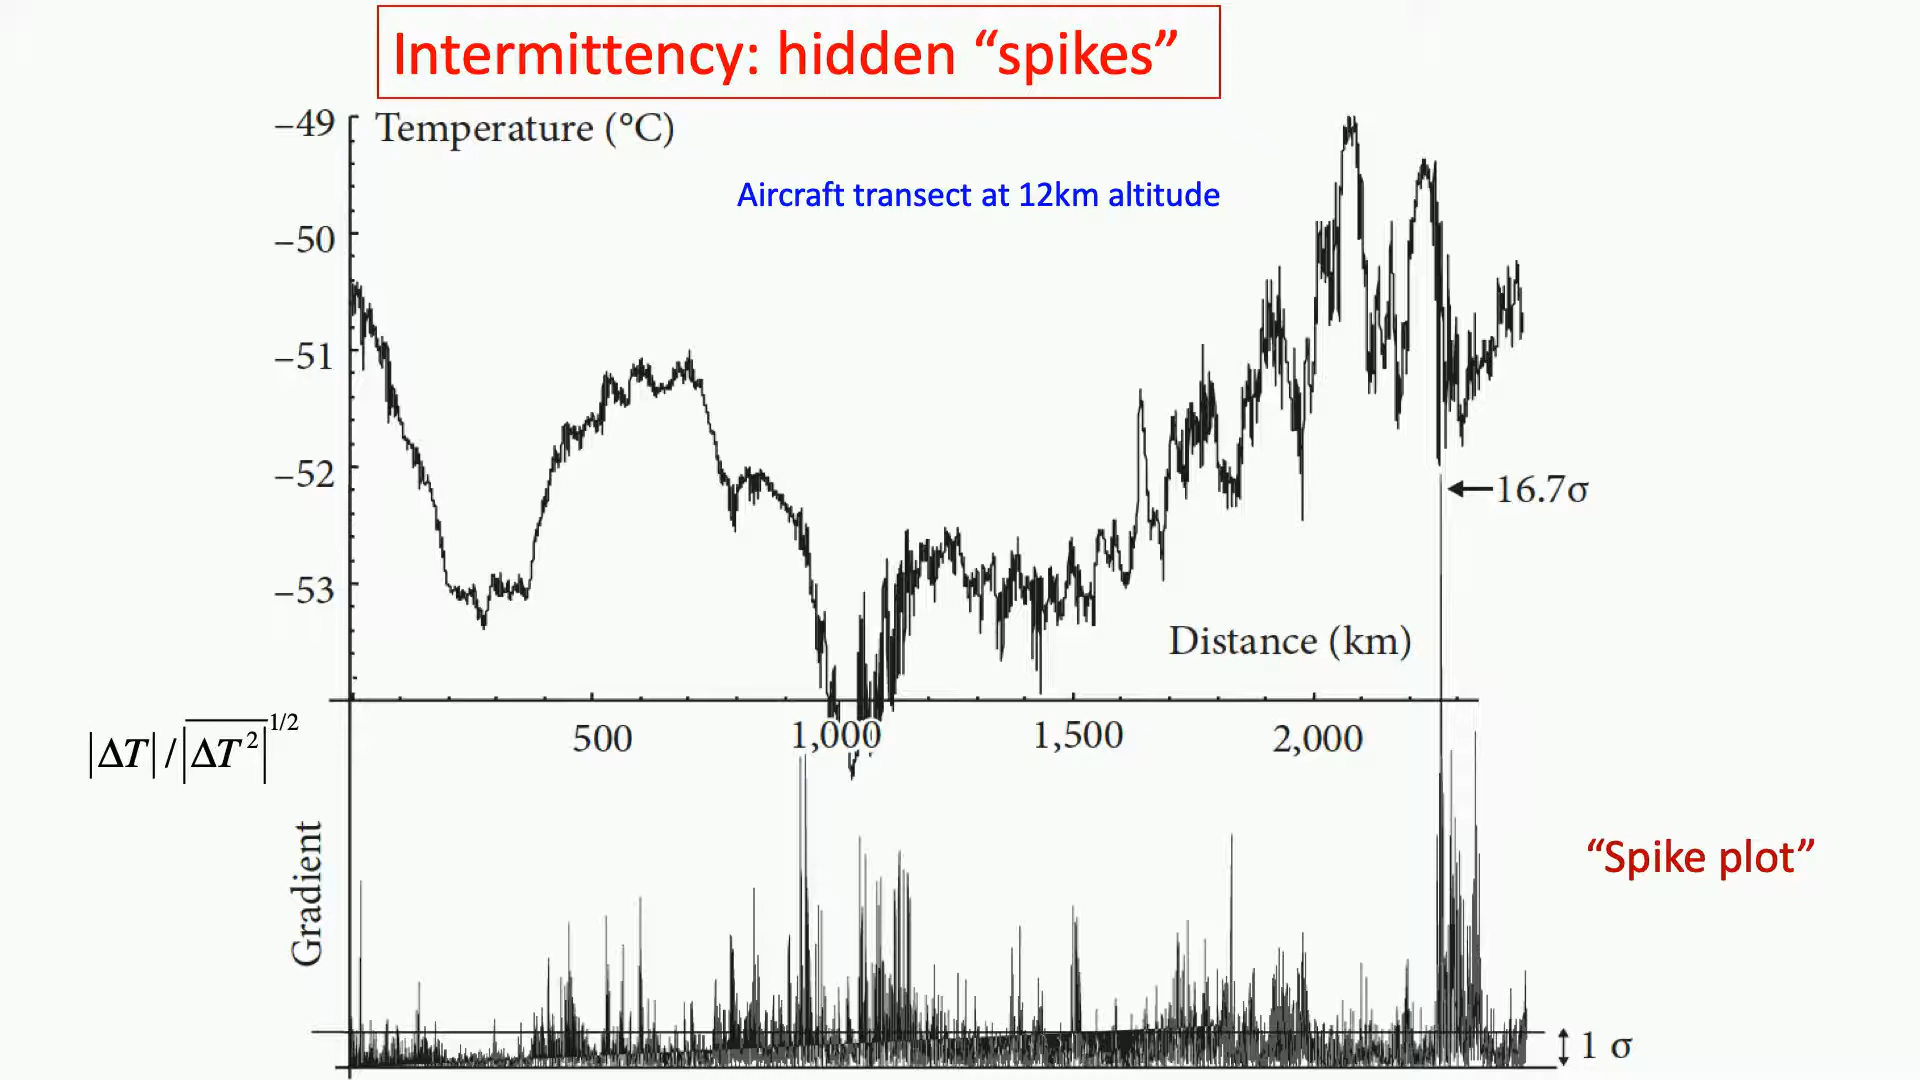 Intermittency: hidden “spikes”
−49
Temperature (°C)
Aircraft transect at 12km altitude
−50
−51
−52
16.7σ
−53
Distance (km)
500
1,000
1,500
2,000
|ΔT| / |ΔT²|^1/2
Gradient
“Spike plot”
1 σ